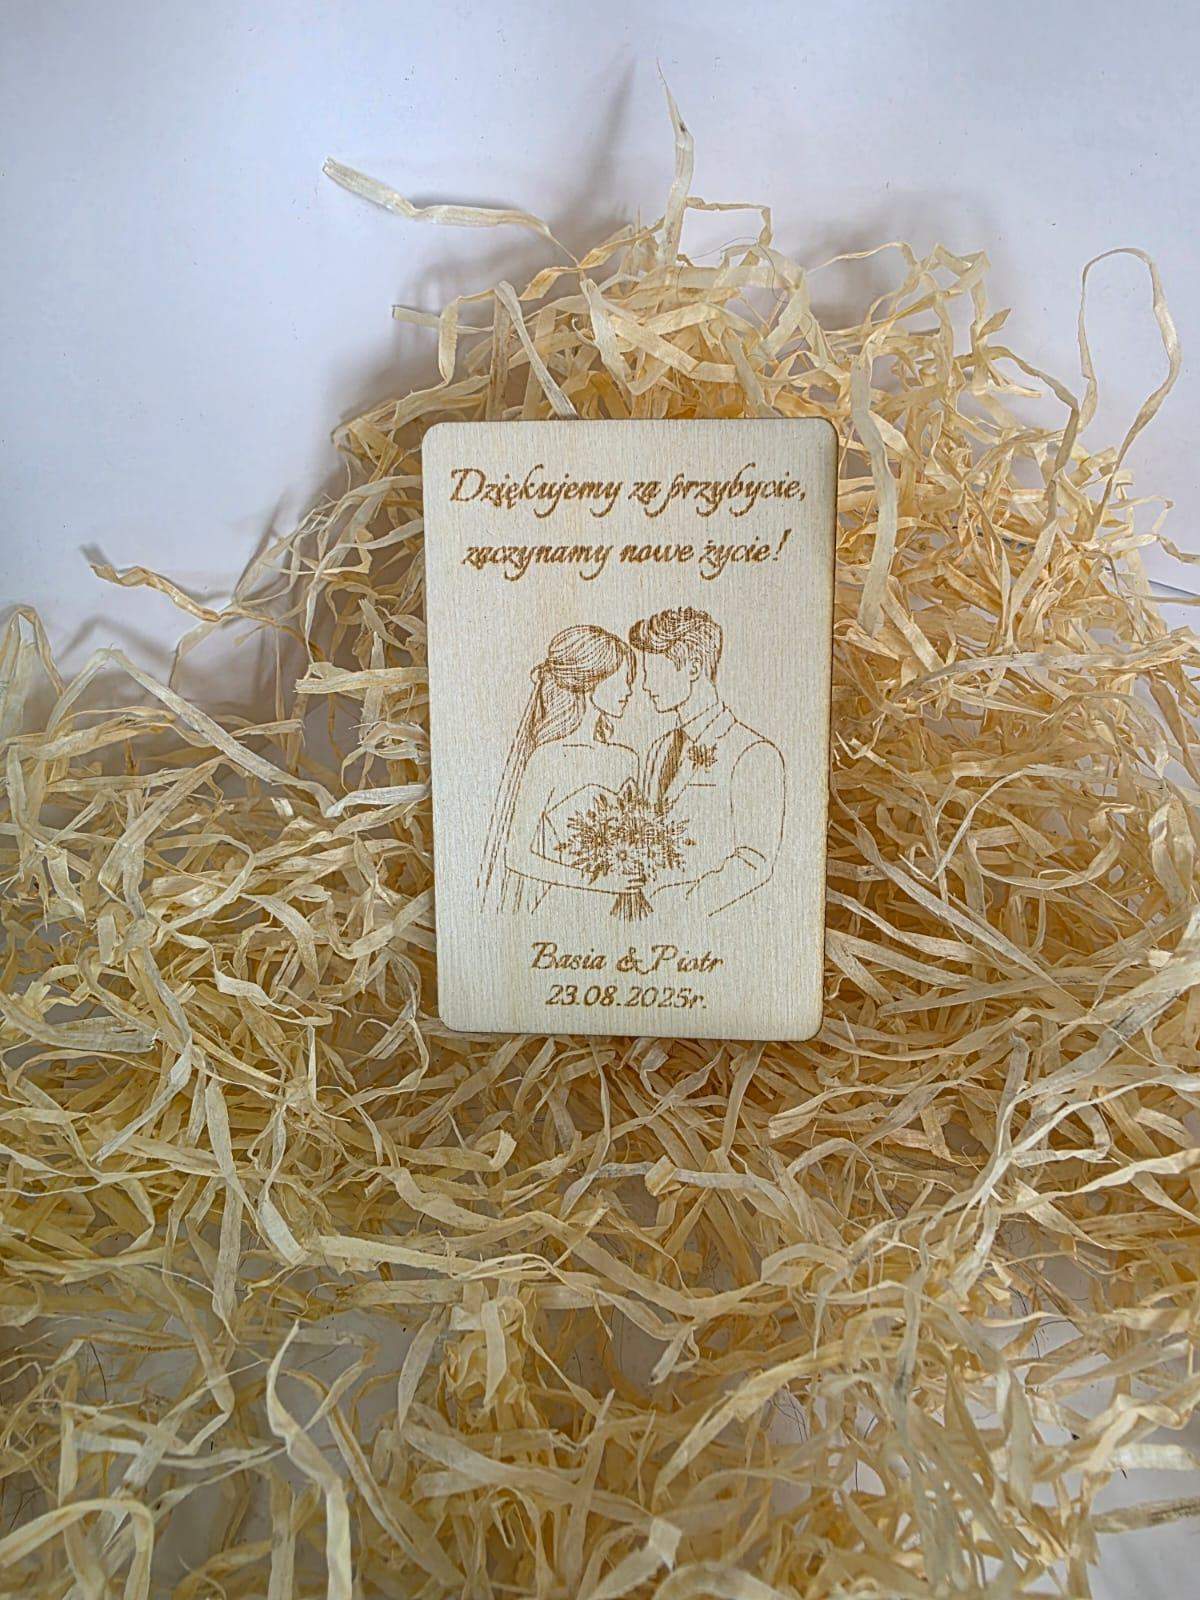 Dziękujemy za przybycie,
zaczynamy nowe życie!
Basia & Piotr
23.08.2025r.